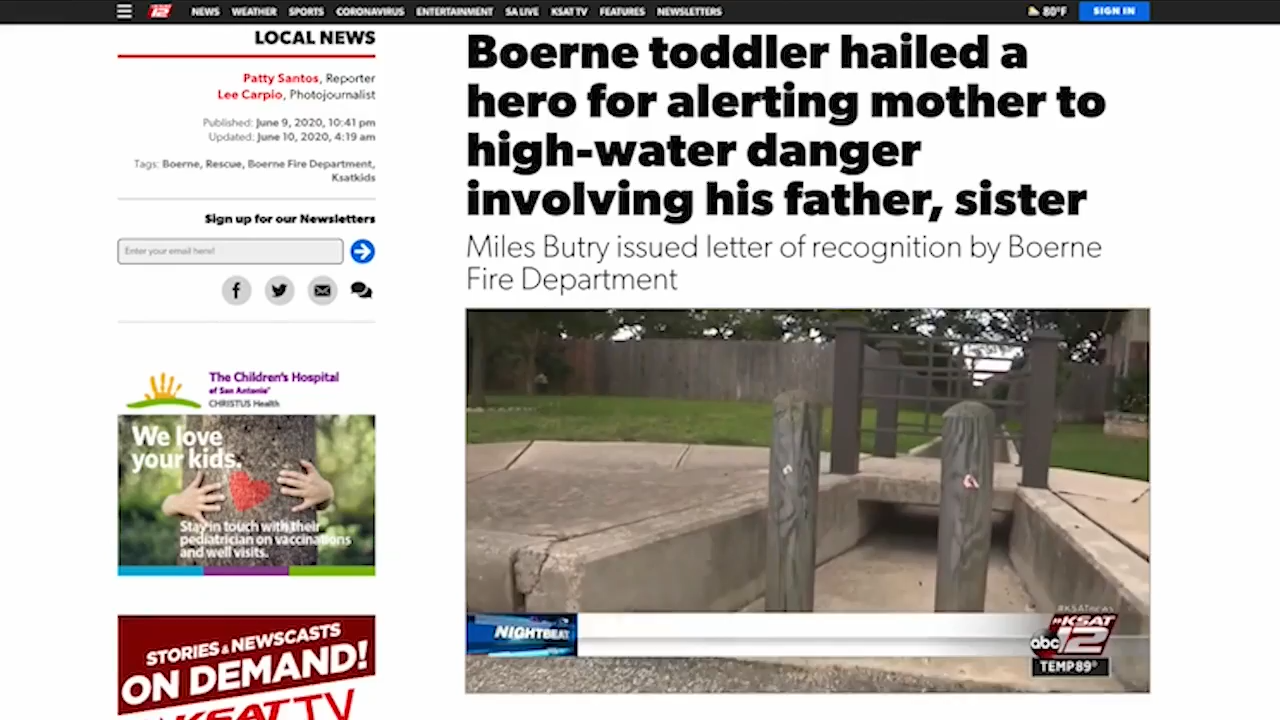 12
NEWS WEATHER SPORTS CORONAVIRUS ENTERTAINMENT SA LIVE KSAT TV FEATURES NEWSLETTERS
80°F
SIGN IN
LOCAL NEWS
Patty Santos, Reporter
Lee Carpio, Photojournalist
Published: June 9, 2020, 10:41 pm
Updated: June 10, 2020, 4:19 am
Tags: Boerne, Rescue, Boerne Fire Department,
Ksatkids
Sign up for our Newsletters
Enter your email here!
The Children's Hospital
of San Antonio
CHRISTUS Health
We love
your kids.
Stay in touch with their
pediatrician on vaccinations
and well visits.
STORIES & NEWSCASTS
ON DEMAND!
KSAT TV
Boerne toddler hailed a
hero for alerting mother to
high-water danger
involving his father, sister
Miles Butry issued letter of recognition by Boerne
Fire Department
#KSATnews
NIGHTBEAT
KSAT
abc 12
TEMP 89°